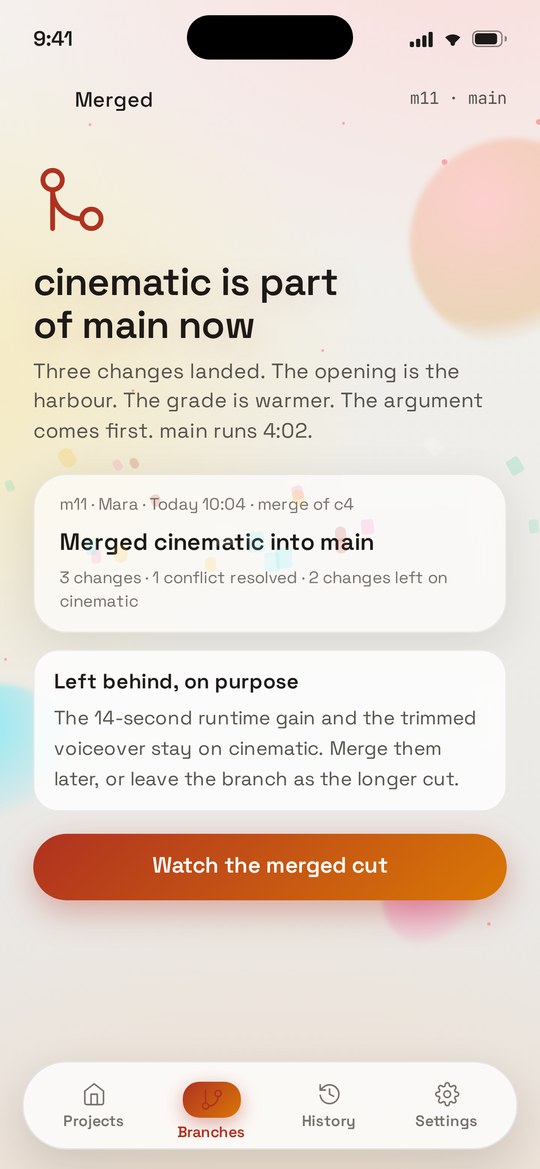 9:41
Merged
m11 · main
cinematic is part
of main now
Three changes landed. The opening is the
harbour. The grade is warmer. The argument
comes first. main runs 4:02.
m11 · Mara · Today 10:04 · merge of c4
Merged cinematic into main
3 changes · 1 conflict resolved · 2 changes left on
cinematic
Left behind, on purpose
The 14-second runtime gain and the trimmed
voiceover stay on cinematic. Merge them
later, or leave the branch as the longer cut.
Watch the merged cut
Projects
Branches
History
Settings